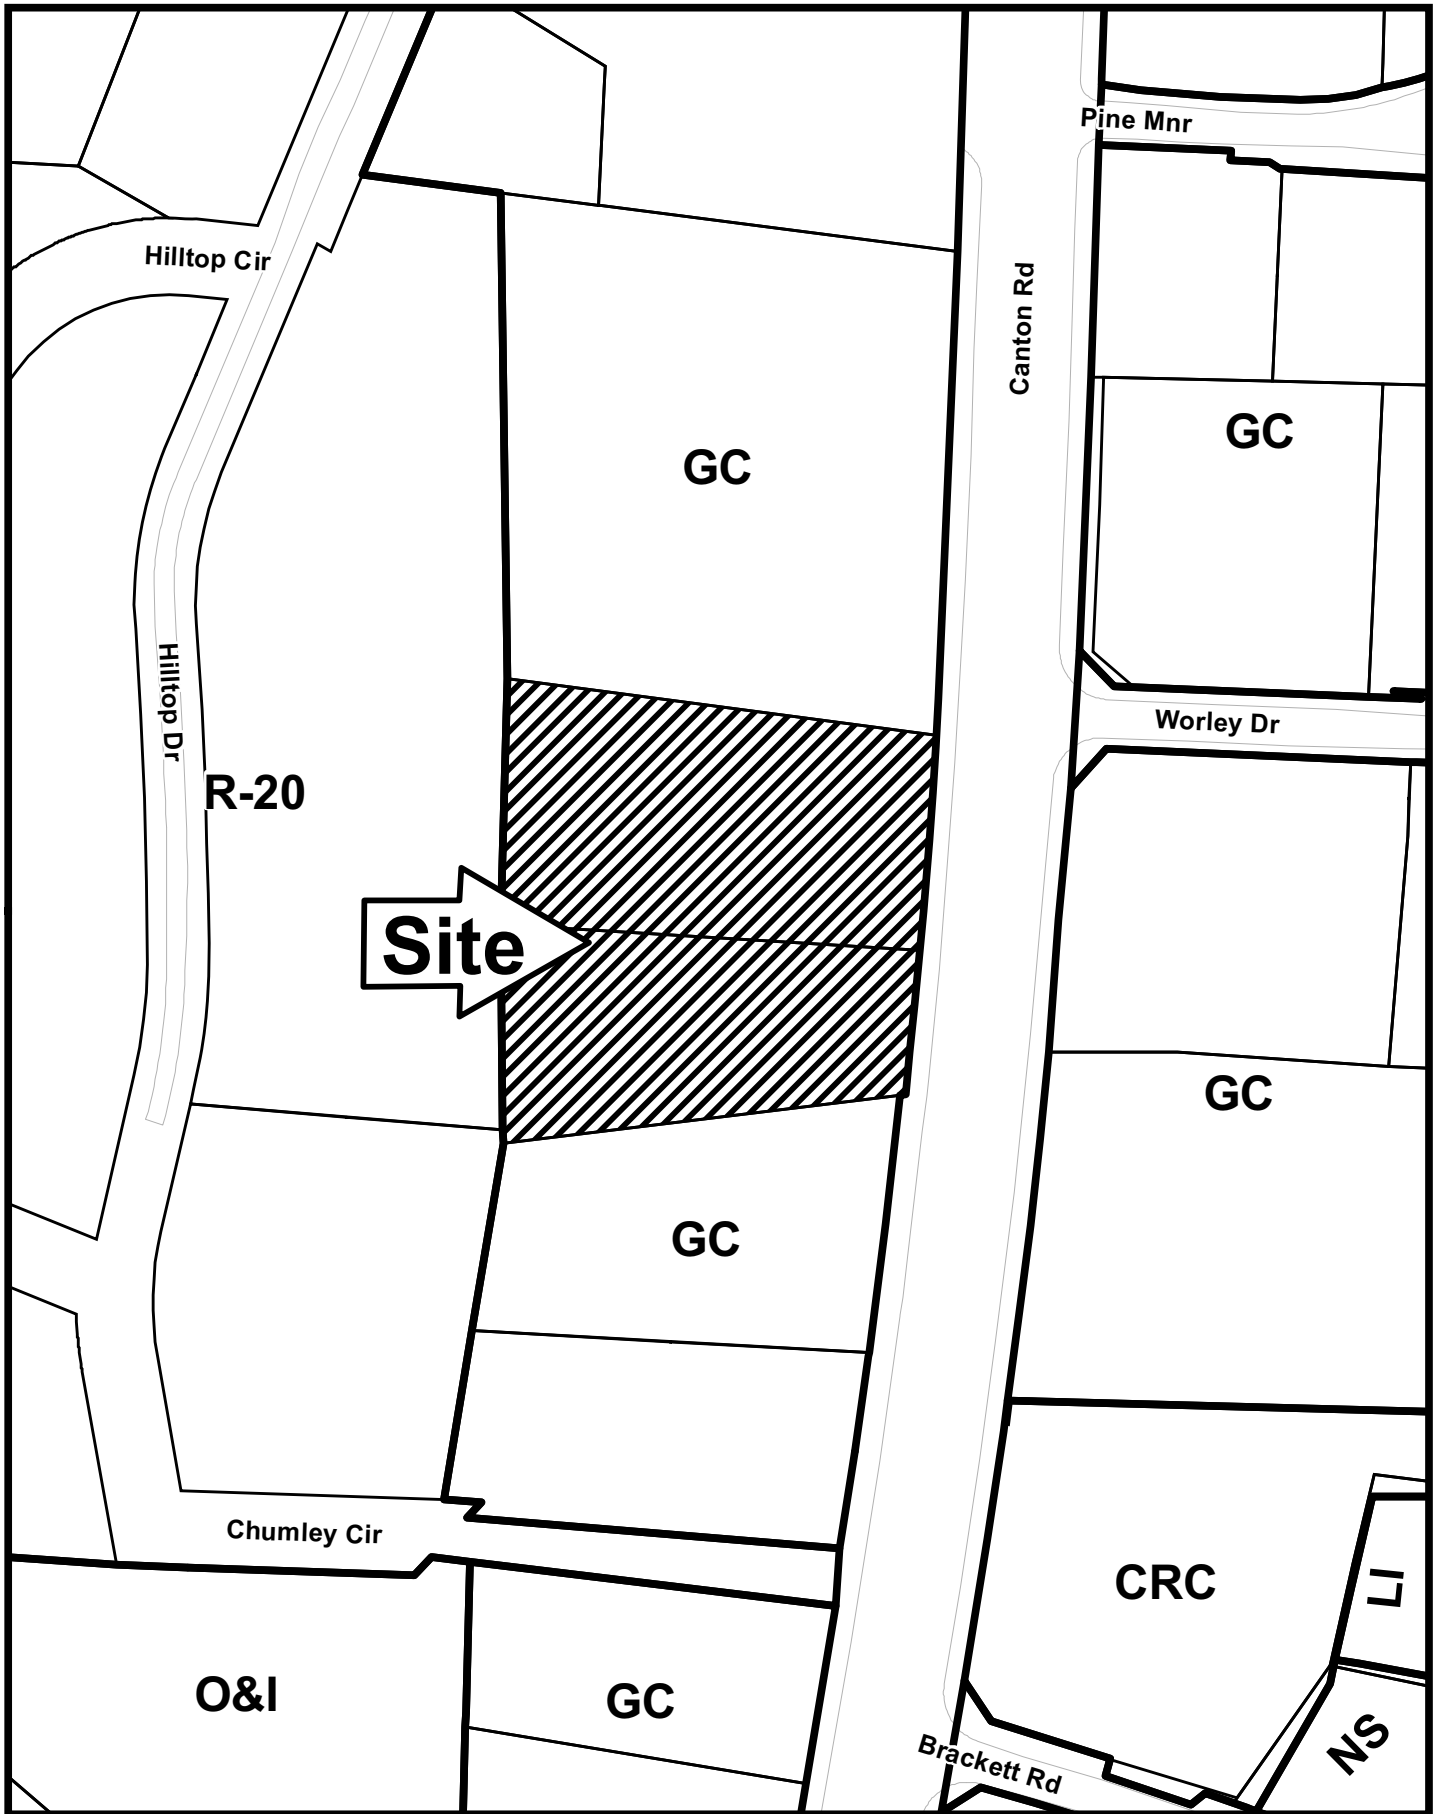 Pine Mnr
Hilltop Cir
Canton Rd
GC
GC
Hilltop Dr
Worley Dr
R-20
Site
GC
GC
Chumley Cir
CRC
LI
O&I
GC
NS
Brackett Rd